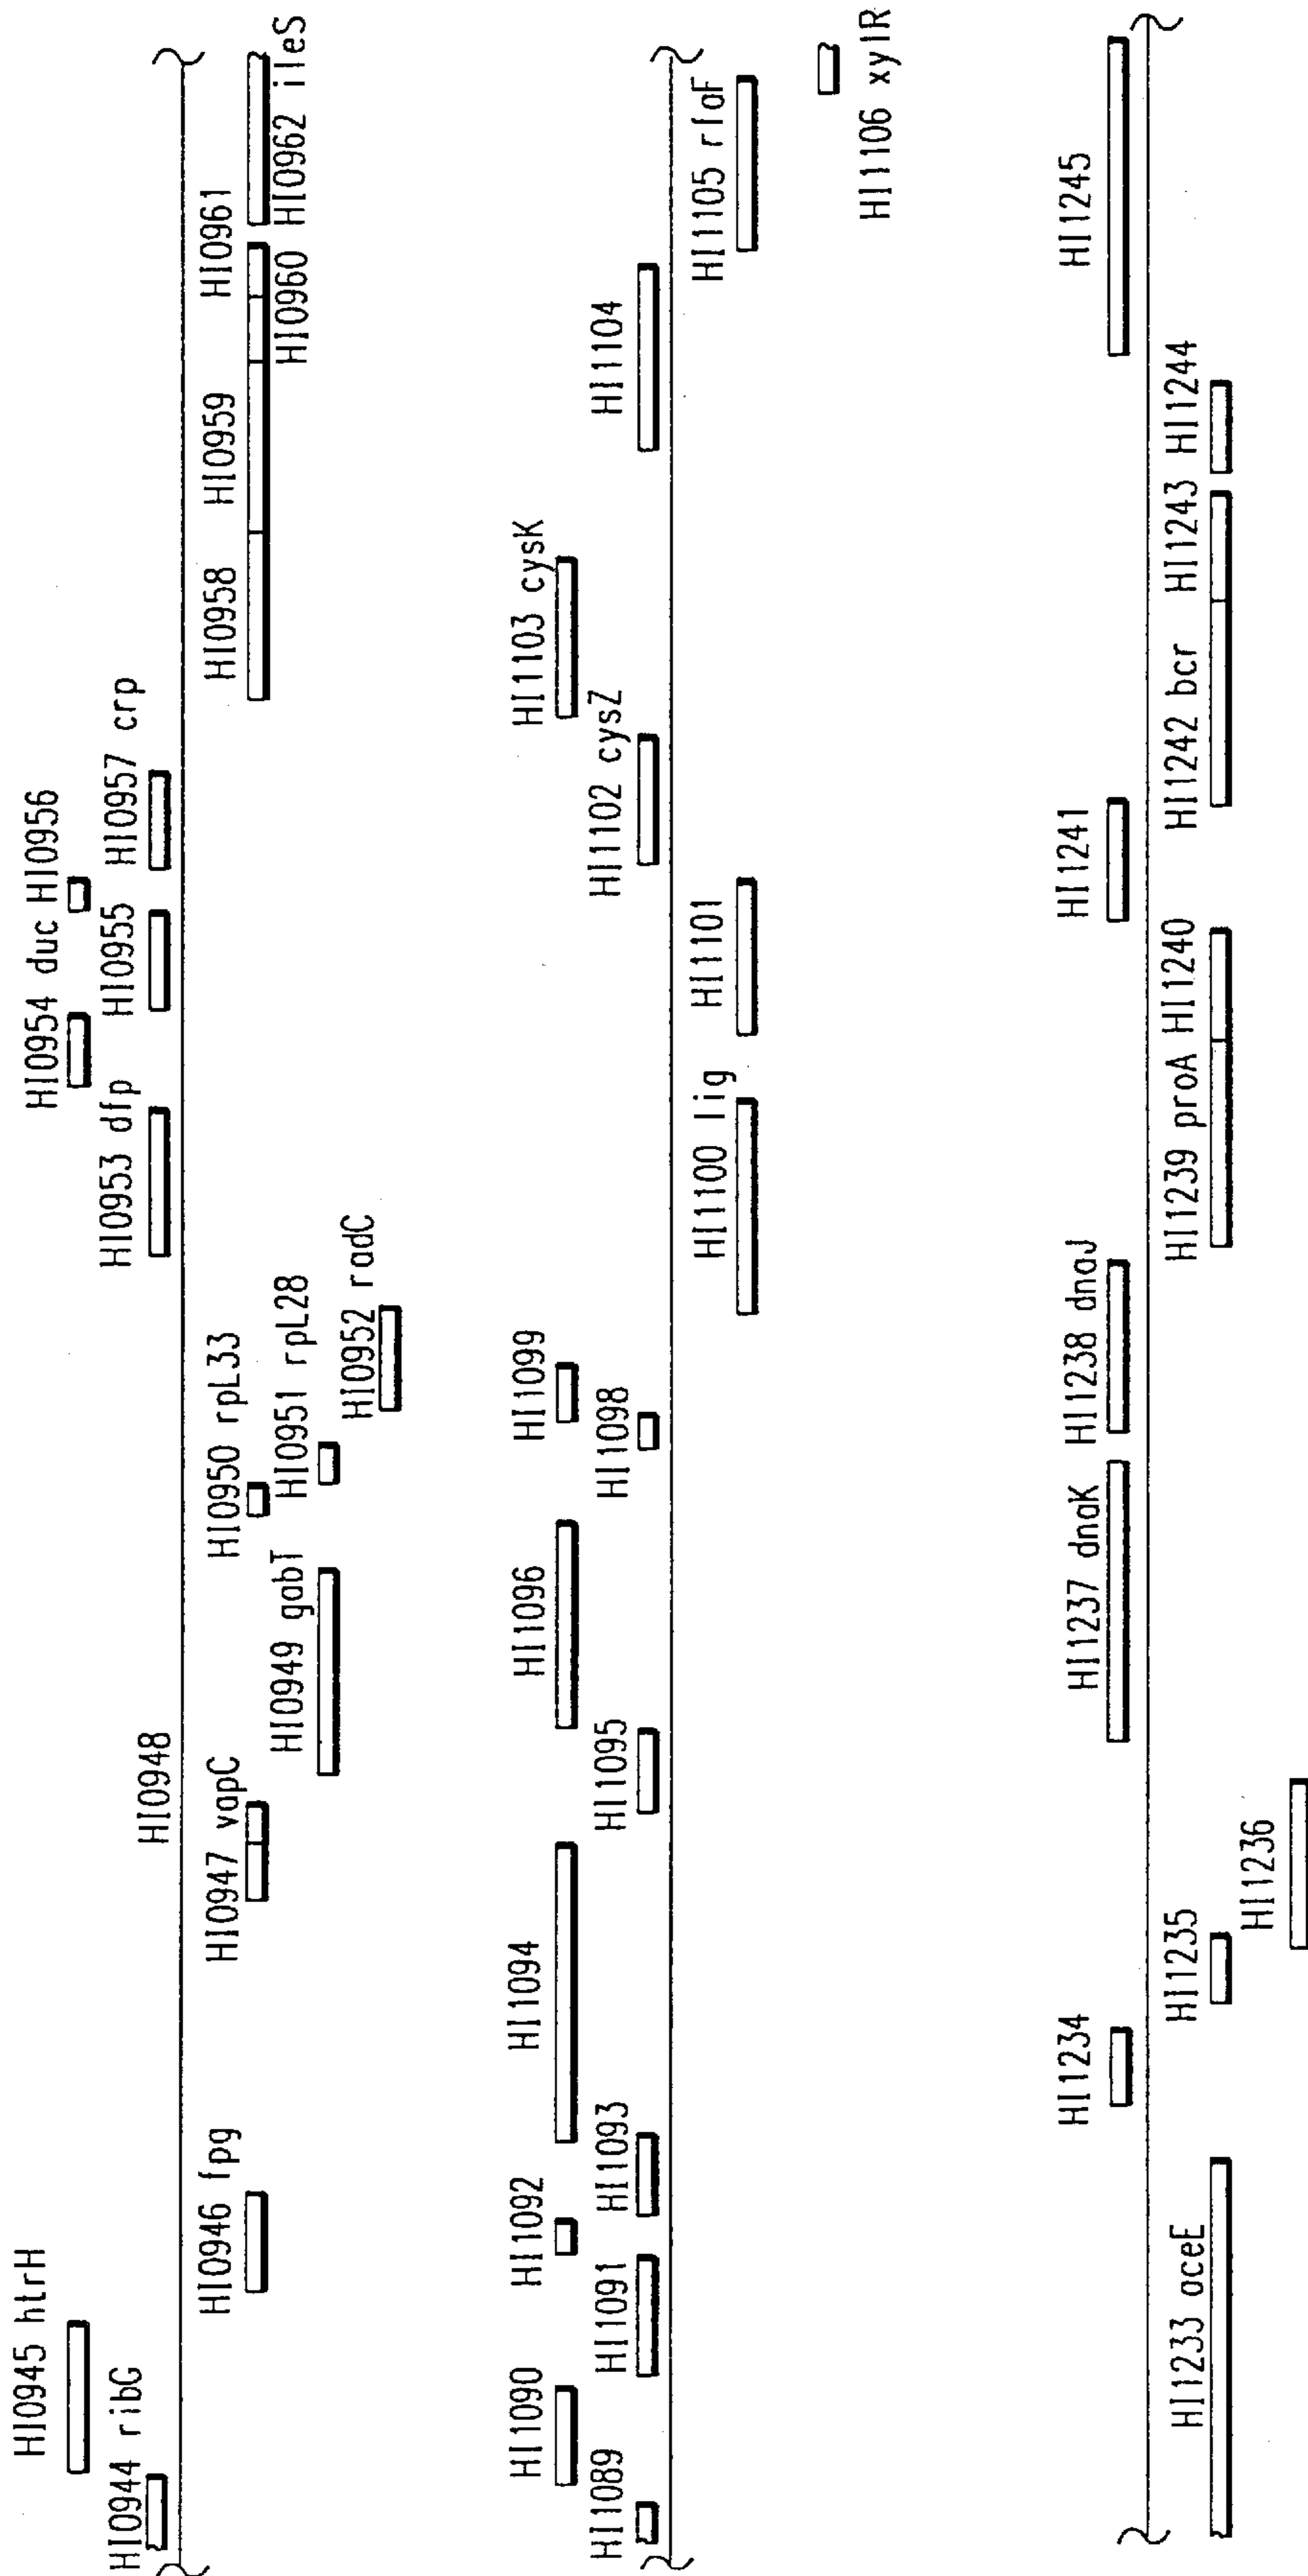 HI0944 ribG
HI0945 htrH
HI0946 fpg
HI0947 vapC
HI0948
HI0949 gabT
HI0950 rpL33
HI0951 rpL28
HI0952 radC
HI0953 dfp
HI0954 duc
HI0955
HI0956
HI0957 crp
HI0958
HI0959
HI0960
HI0961
HI0962 ileS
HI1089
HI1090
HI1091
HI1092
HI1093
HI1094
HI1095
HI1096
HI1098
HI1099
HI1100 lig
HI1101
HI1102 cysZ
HI1103 cysK
HI1104
HI1105 rfaF
HI1106 xylR
HI1233 aceE
HI1234
HI1235
HI1236
HI1237 dnaK
HI1238 dnaJ
HI1239 proA
HI1240
HI1241
HI1242 bcr
HI1243
HI1244
HI1245